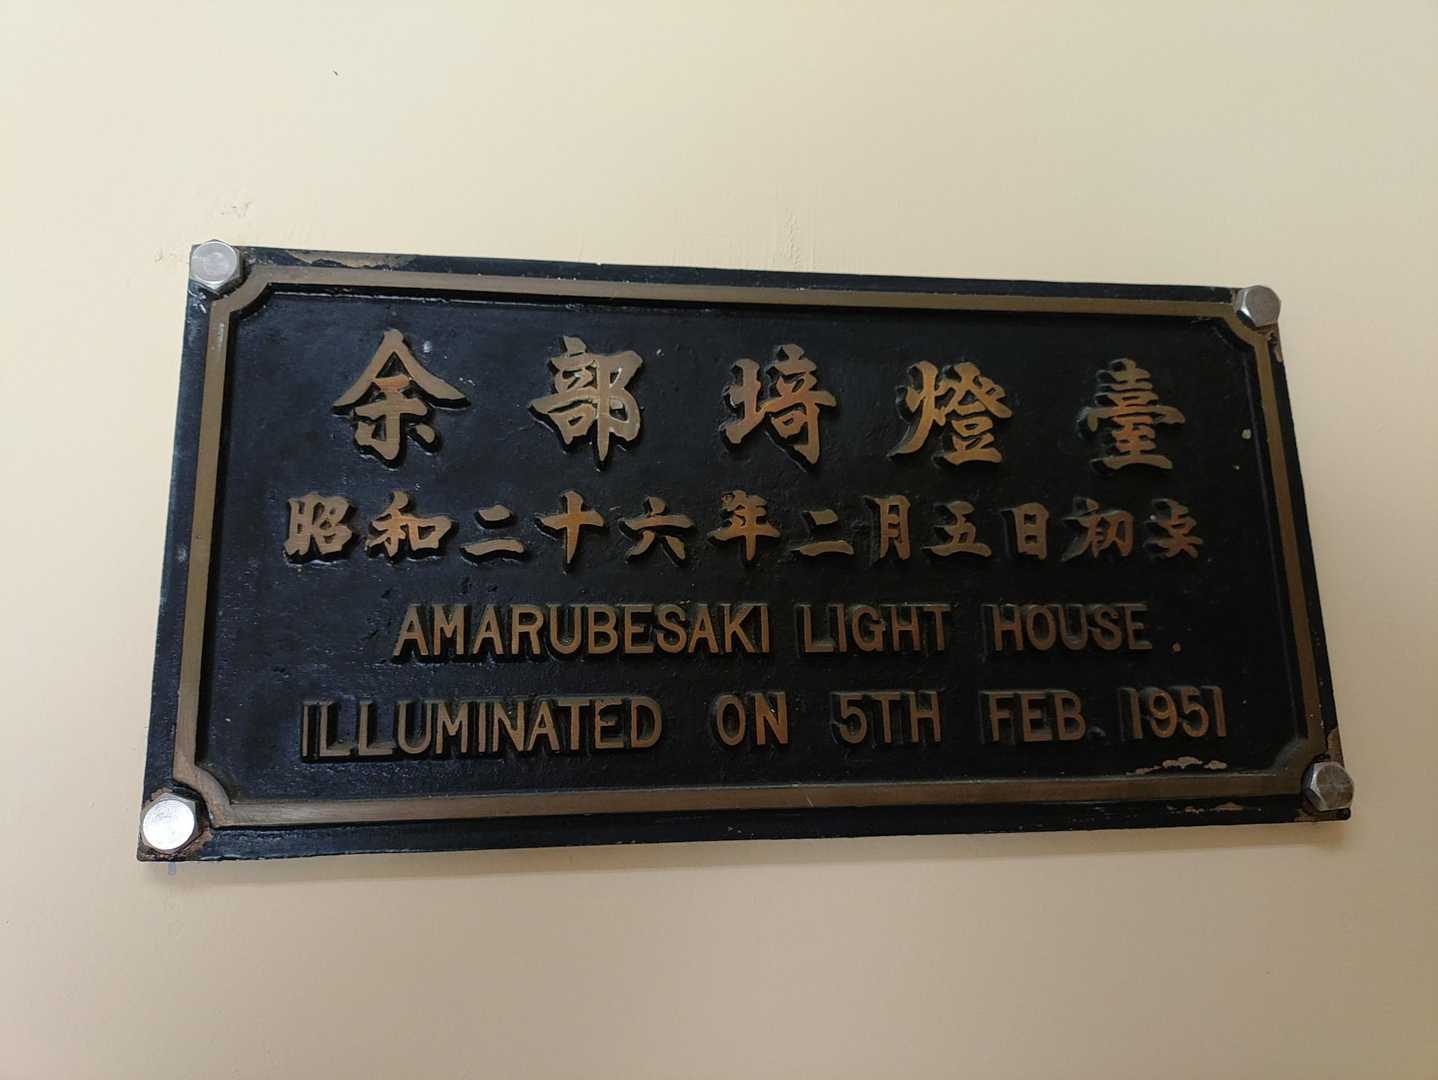 余部埼燈臺
昭和二十六年二月五日初点
AMARUBESAKI LIGHT HOUSE.
ILLUMINATED ON 5TH FEB. 1951